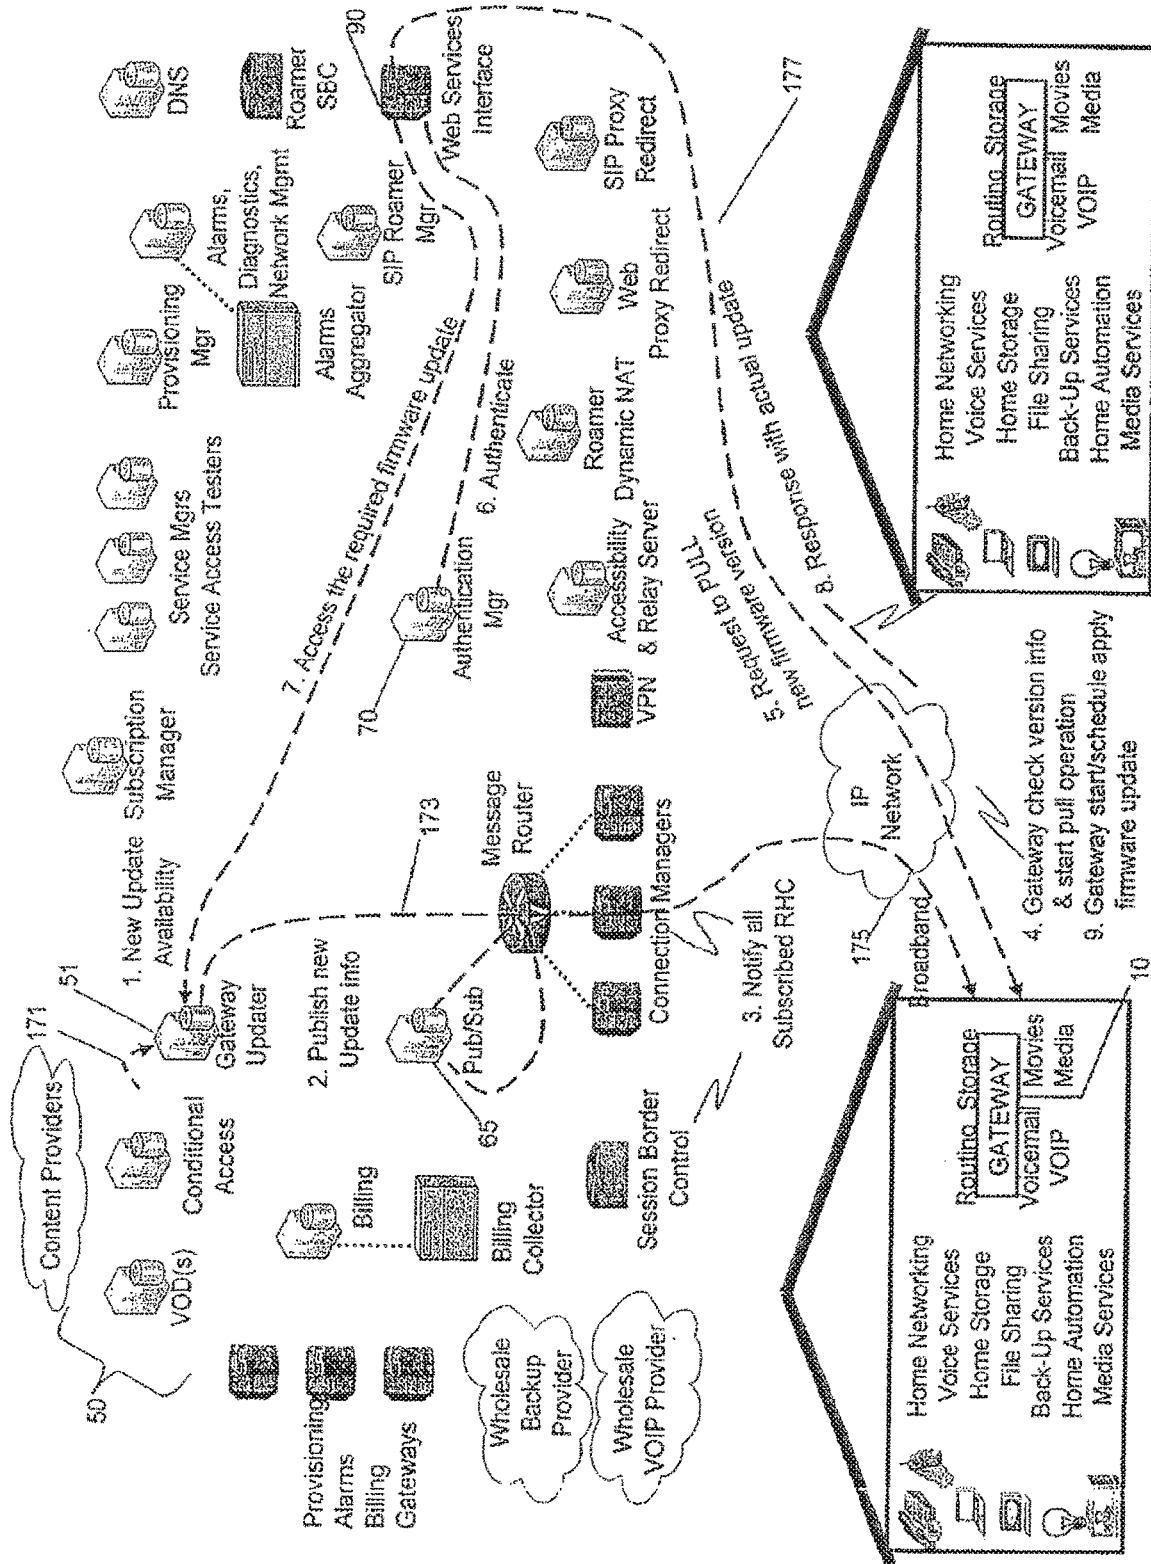 50
Content Providers
171
VOD(s)
Conditional
Access
51
Gateway
Updater
1. New Update
Availability
Subscription
Manager
Service Mgrs
Service Access Testers
Provisioning
Mgr
Alarms,
Diagnostics,
Network Mgmt
DNS
Roamer
SBC
Alarms
Aggregator
SIP Roamer
Mgr
90
Web Services
Interface
Provisioning
Alarms
Billing
Gateways
Billing
Billing
Collector
2. Publish new
Update info
Pub/Sub
65
173
Message
Router
70
Authentication
Mgr
7. Access the required firmware update
6. Authenticate
Wholesale
Backup
Provider
Wholesale
VOIP Provider
Session Border
Control
Connection Managers
3. Notify all
Subscribed RHC
VPN
Accessibility
& Relay Server
Roamer
Dynamic NAT
Web
Proxy Redirect
SIP Proxy
Redirect
5. Request to PULL
new firmware version
8. Response with actual update
177
IP
Network
175
Broadband
4. Gateway check version info
& start pull operation
9. Gateway start/schedule apply
firmware update
10
Home Networking
Voice Services
Home Storage
File Sharing
Back-Up Services
Home Automation
Media Services
Routing Storage
GATEWAY
Voicemail Movies
VOIP Media
Home Networking
Voice Services
Home Storage
File Sharing
Back-Up Services
Home Automation
Media Services
Routing Storage
GATEWAY
Voicemail Movies
VOIP Media